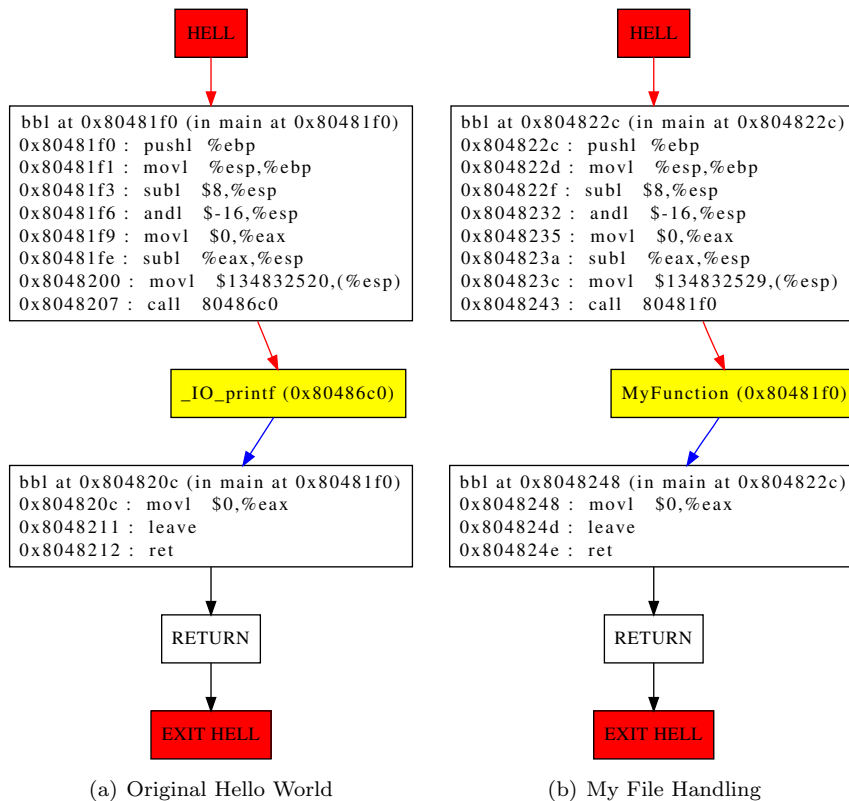 HELL
bbl at 0x80481f0 (in main at 0x80481f0)
0x80481f0 : pushl %ebp
0x80481f1 : movl %esp,%ebp
0x80481f3 : subl $8,%esp
0x80481f6 : andl $-16,%esp
0x80481f9 : movl $0,%eax
0x80481fe : subl %eax,%esp
0x8048200 : movl $134832520,(%esp)
0x8048207 : call 80486c0
_IO_printf (0x80486c0)
bbl at 0x804820c (in main at 0x80481f0)
0x804820c : movl $0,%eax
0x8048211 : leave
0x8048212 : ret
RETURN
EXIT HELL
(a) Original Hello World
HELL
bbl at 0x804822c (in main at 0x804822c)
0x804822c : pushl %ebp
0x804822d : movl %esp,%ebp
0x804822f : subl $8,%esp
0x8048232 : andl $-16,%esp
0x8048235 : movl $0,%eax
0x804823a : subl %eax,%esp
0x804823c : movl $134832529,(%esp)
0x8048243 : call 80481f0
MyFunction (0x80481f0)
bbl at 0x8048248 (in main at 0x804822c)
0x8048248 : movl $0,%eax
0x804824d : leave
0x804824e : ret
RETURN
EXIT HELL
(b) My File Handling